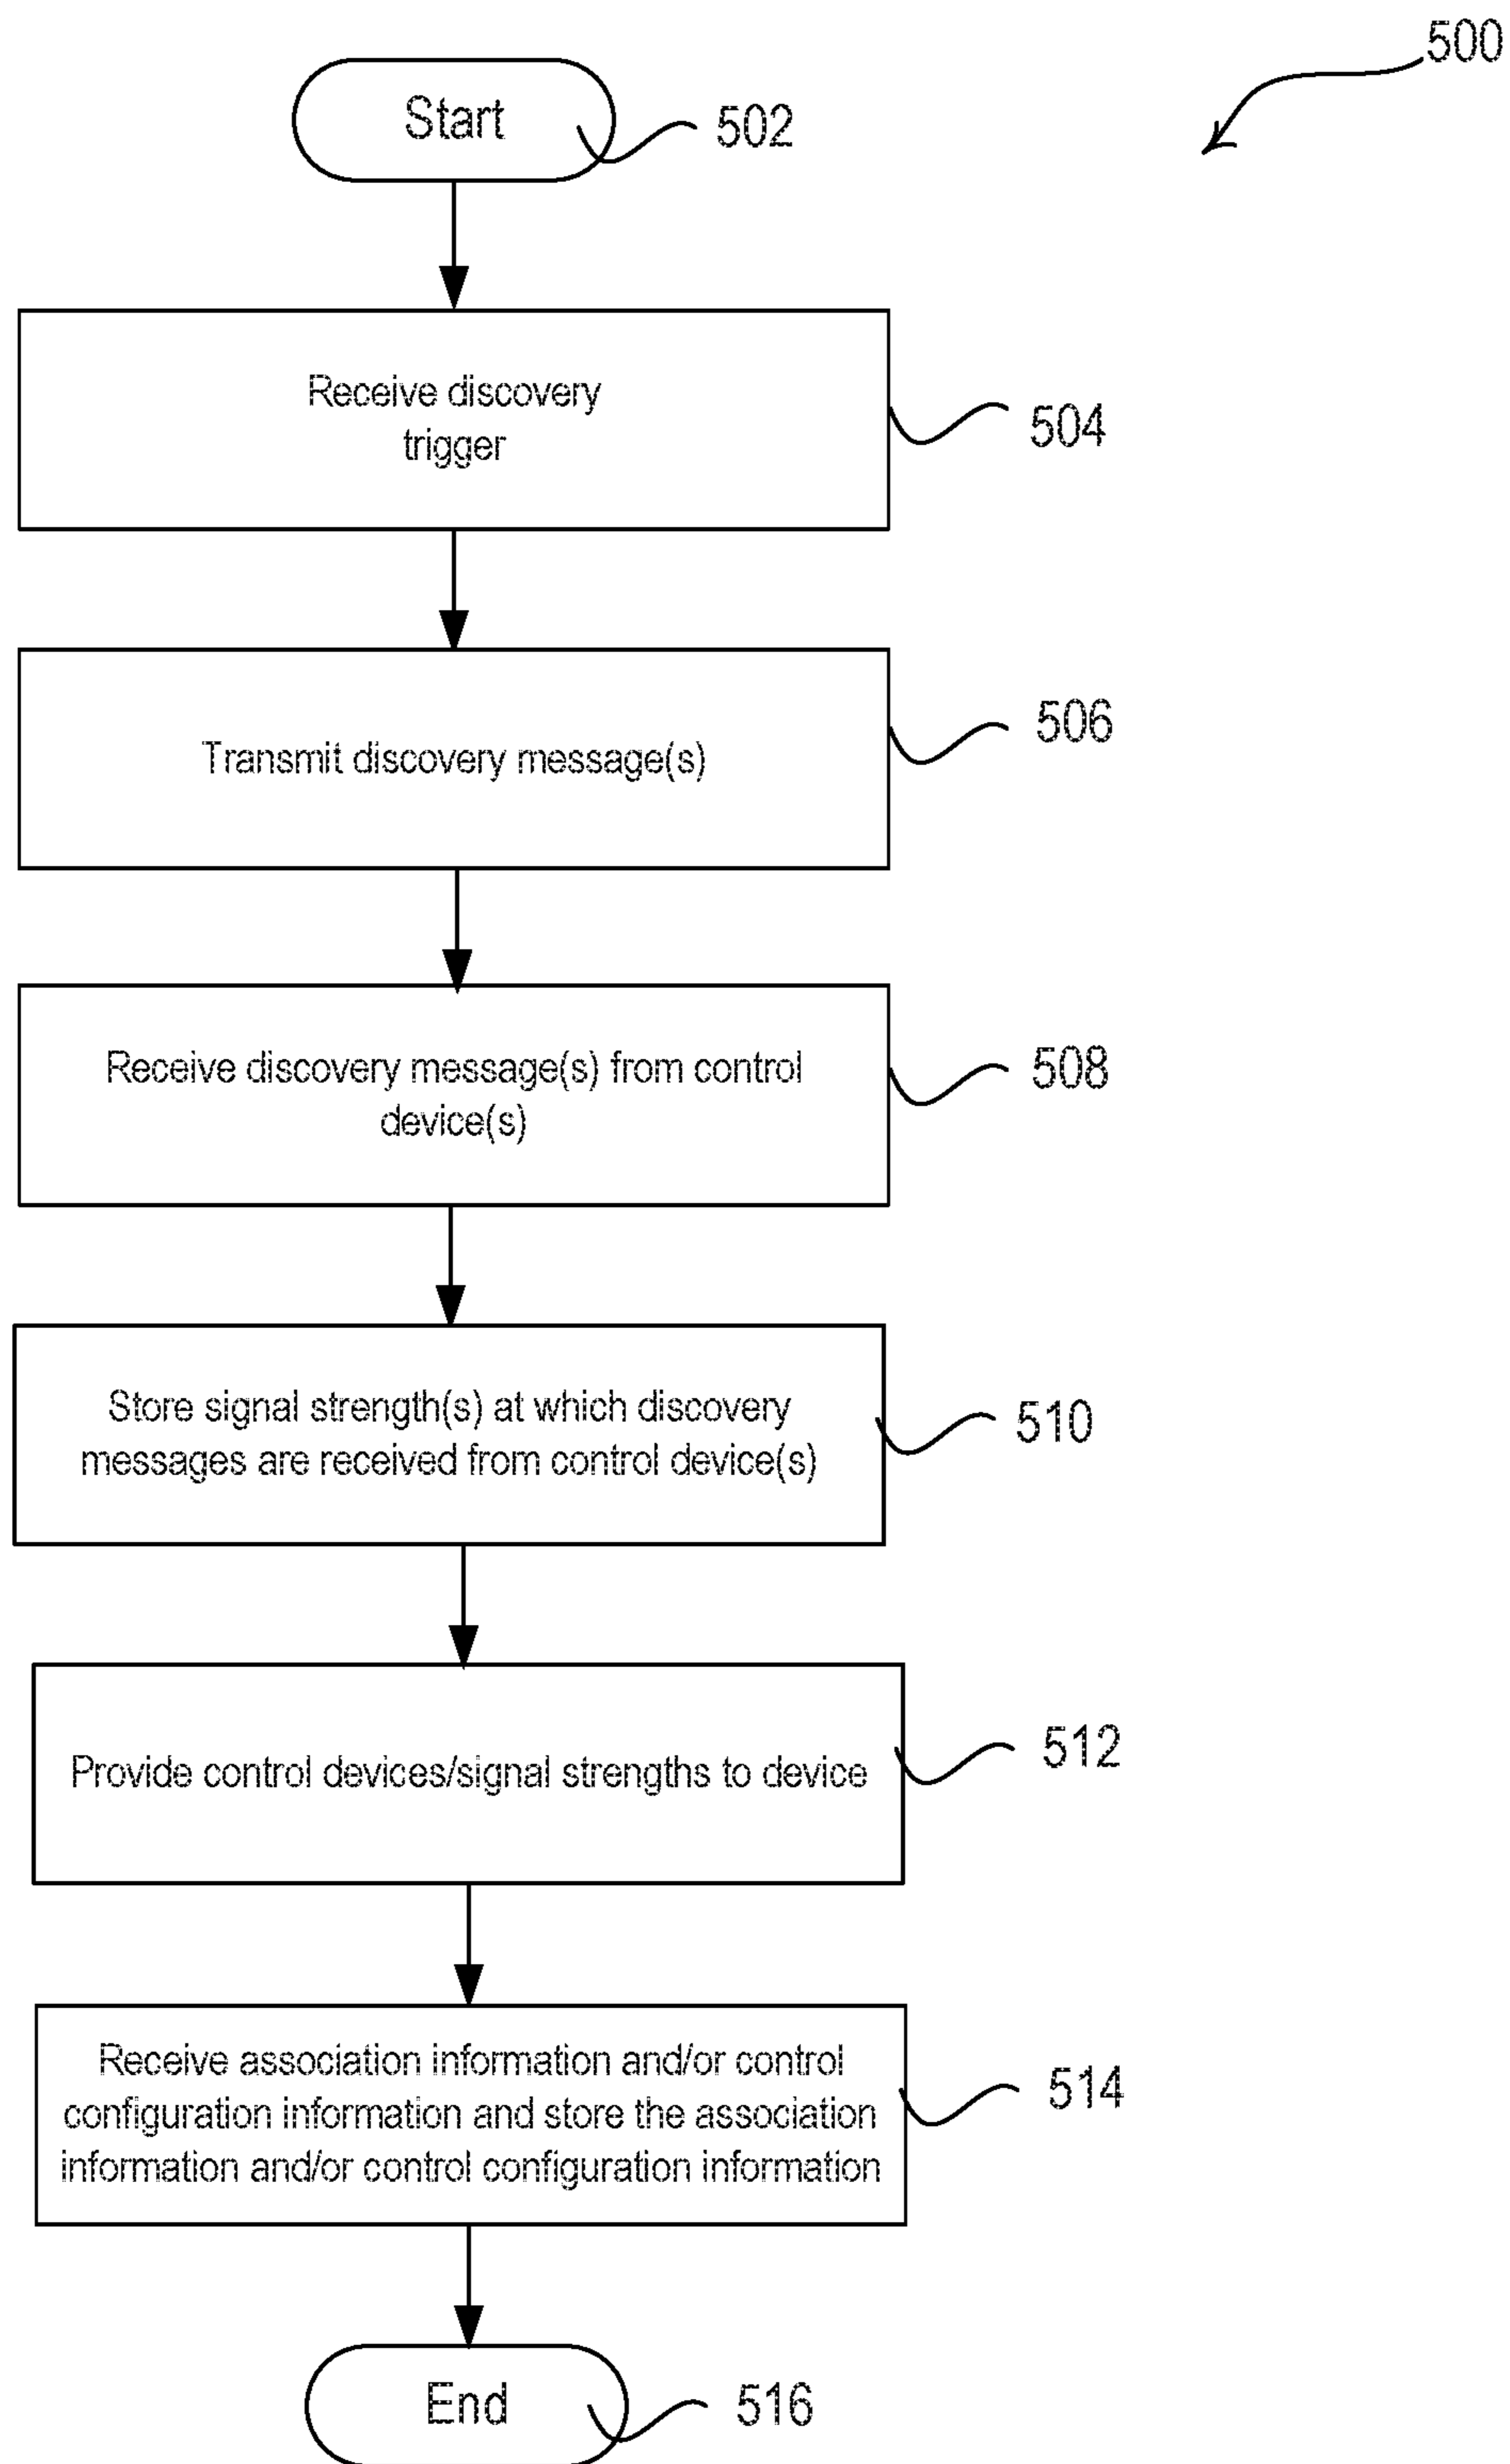 500
Start
502
Receive discovery
trigger
504
Transmit discovery message(s)
506
Receive discovery message(s) from control
device(s)
508
Store signal strength(s) at which discovery
messages are received from control device(s)
510
Provide control devices/signal strengths to device
512
Receive association information and/or control
configuration information and store the association
information and/or control configuration information
514
End
516